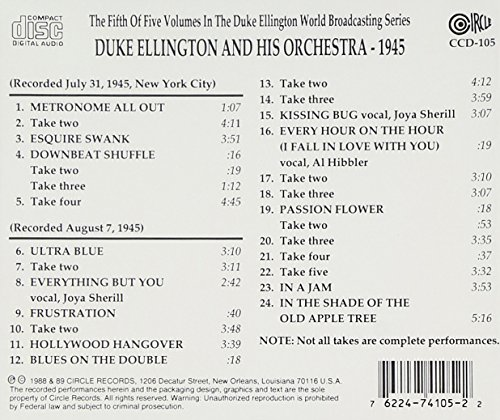 COMPACT
disc
DIGITAL AUDIO
The Fifth Of Five Volumes In The Duke Ellington World Broadcasting Series
DUKE ELLINGTON AND HIS ORCHESTRA - 1945
CIRCLE
CCD-105
(Recorded July 31, 1945, New York City)
1. METRONOME ALL OUT 1:07
2. Take two 4:11
3. ESQUIRE SWANK 3:51
4. DOWNBEAT SHUFFLE :16
Take two :19
Take three 1:12
5. Take four 4:45
(Recorded August 7, 1945)
6. ULTRA BLUE 3:10
7. Take two 3:11
8. EVERYTHING BUT YOU 2:42
vocal, Joya Sherill
9. FRUSTRATION :40
10. Take two 3:48
11. HOLLYWOOD HANGOVER 3:39
12. BLUES ON THE DOUBLE :18
13. Take two 4:12
14. Take three 3:59
15. KISSING BUG vocal, Joya Sherill 3:07
16. EVERY HOUR ON THE HOUR
(I FALL IN LOVE WITH YOU) :19
vocal, Al Hibbler
17. Take two 3:10
18. Take three 3:07
19. PASSION FLOWER :18
Take two :53
20. Take three 3:35
21. Take four :37
22. Take five 3:32
23. IN A JAM 3:53
24. IN THE SHADE OF THE
OLD APPLE TREE 5:16
NOTE: Not all takes are complete performances.
© 1988 & 89 CIRCLE RECORDS, 1206 Decatur Street, New Orleans, Louisiana 70116 U.S.A.
The recorded performances herein and the packaging design, graphics and text are the sole
property of Circle Records. All rights reserved. Made in U.S.A.
Warning: Unauthorized reproduction is prohibited by
Federal law and subject to criminal prosecution.
7 6224-74105-2 2